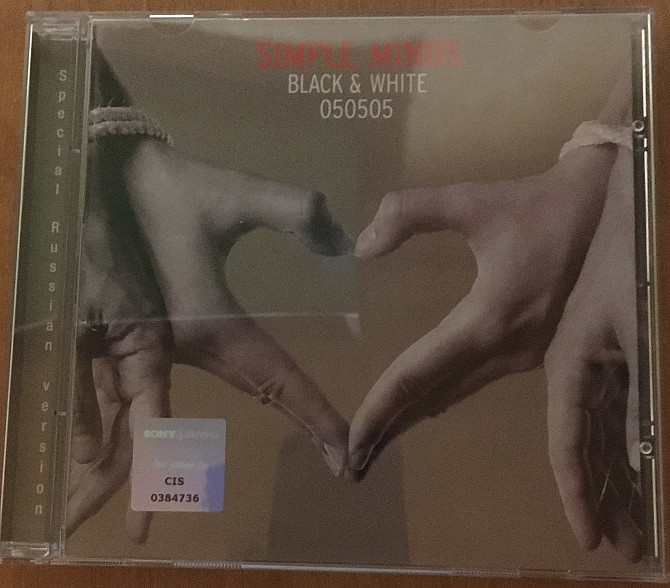 SIMPLE MINDS
BLACK & WHITE
050505
Special Russian version
SONY
CIS
0384736